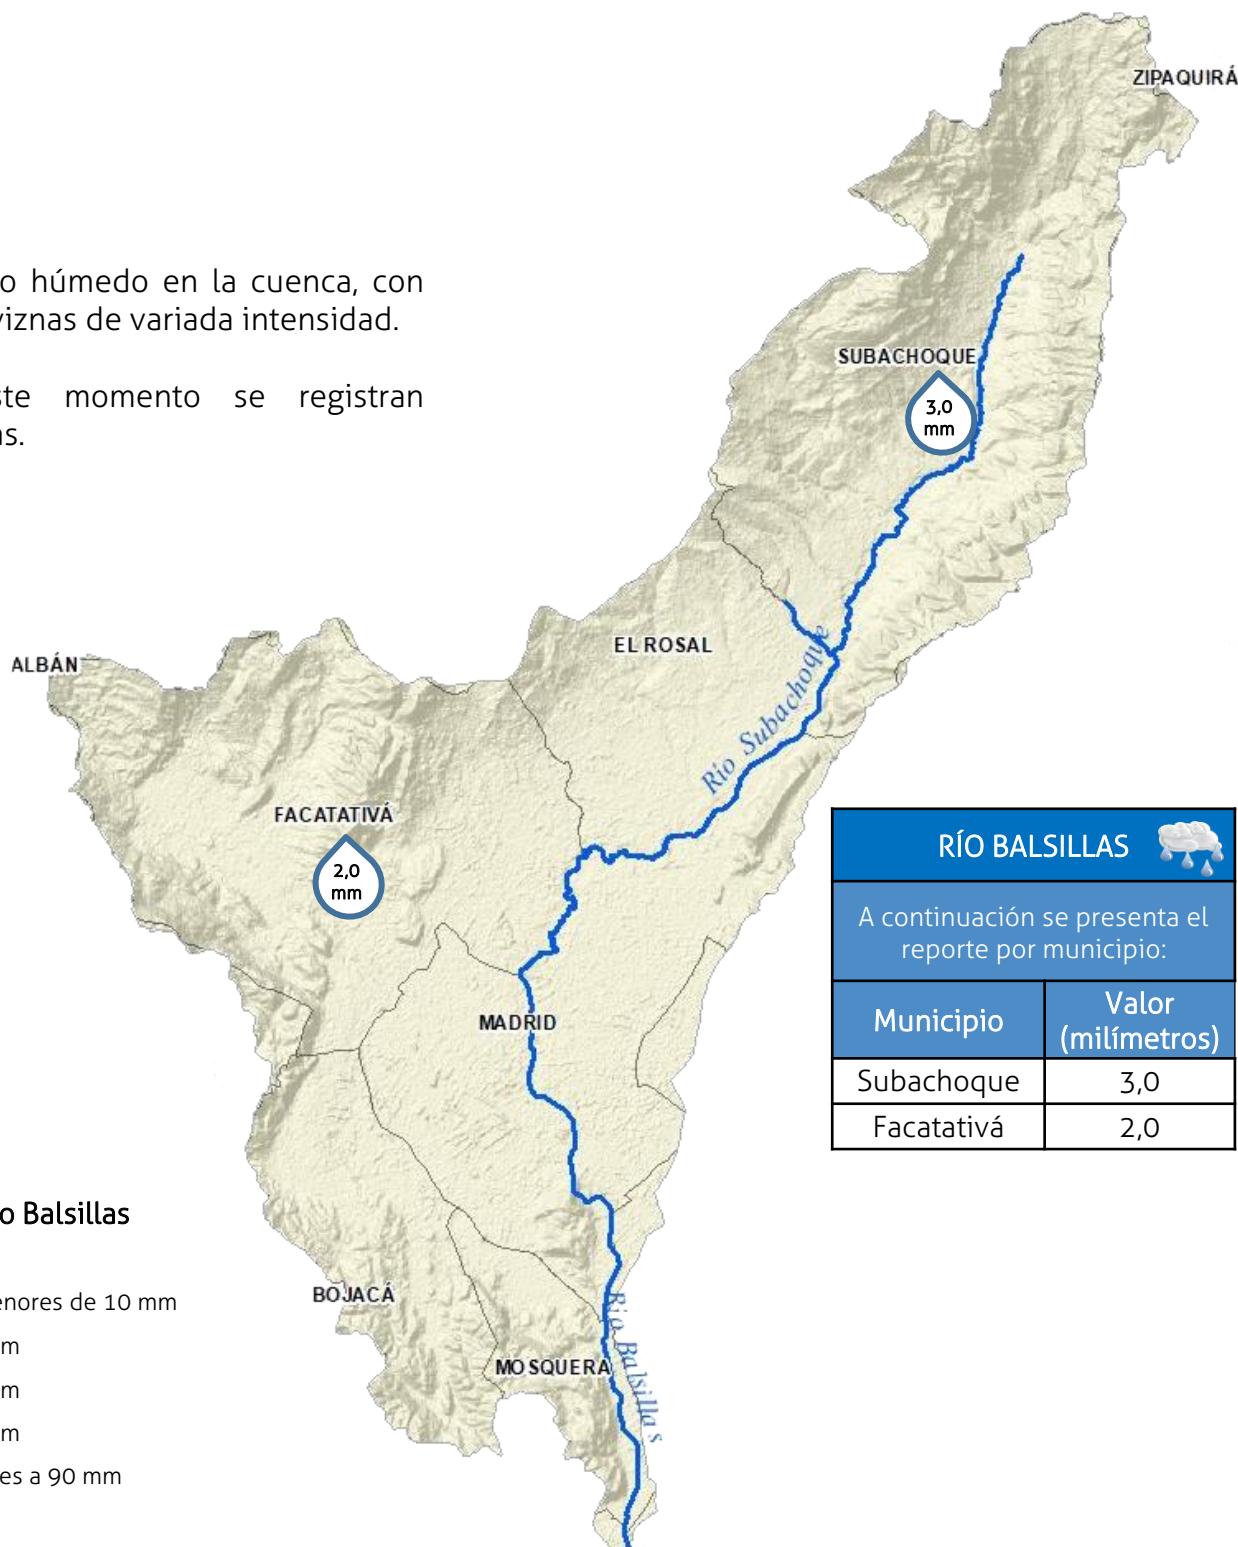 o húmedo en la cuenca, con
viznas de variada intensidad.
ste momento se registran
as.
ZIPAQUIRÁ
SUBACHOQUE
3,0
mm
EL ROSAL
ALBÁN
Río Subachoque
FACATATIVÁ
2,0
mm
MADRID
RÍO BALSILLAS
A continuación se presenta el
reporte por municipio:
Municipio Valor
(milímetros)
Subachoque 3,0
Facatativá 2,0
o Balsillas
enores de 10 mm
m
m
m
es a 90 mm
BOJACÁ
MOSQUERA
Río Balsillas